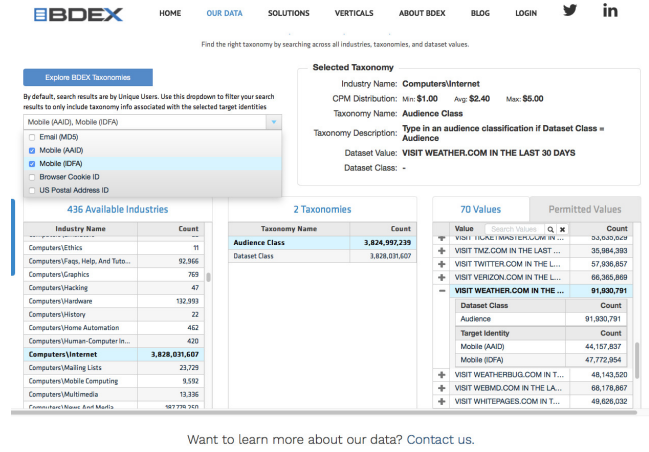 BDEX
HOME
OUR DATA
SOLUTIONS
VERTICALS
ABOUT BDEX
BLOG
LOGIN
Find the right taxonomy by searching across all industries, taxonomies, and dataset values.
Explore BDEX Taxonomies
By default, search results are by Unique Users. Use this dropdown to filter your search
results to only include taxonomy info associated with the selected target identities
Mobile (AAID), Mobile (IDFA)
Email (MD5)
Mobile (AAID)
Mobile (IDFA)
Browser Cookie ID
US Postal Address ID
Selected Taxonomy
Industry Name: Computers\Internet
CPM Distribution: Min: $1.00 Avg: $2.40 Max: $5.00
Taxonomy Name: Audience Class
Taxonomy Description: Type in an audience classification if Dataset Class =
Audience
Dataset Value: VISIT WEATHER.COM IN THE LAST 30 DAYS
Dataset Class: -
436 Available Industries
Industry Name Count
Computers\Ethics 11
Computers\Faqs, Help, And Tuto... 92,966
Computers\Graphics 769
Computers\Hacking 47
Computers\Hardware 132,993
Computers\History 22
Computers\Home Automation 462
Computers\Human-Computer In... 420
Computers\Internet 3,828,031,607
Computers\Mailing Lists 23,729
Computers\Mobile Computing 9,592
Computers\Multimedia 13,336
Computers\News And Media 187,779,250
2 Taxonomies
Taxonomy Name Count
Audience Class 3,824,997,239
Dataset Class 3,828,031,607
70 Values
Permitted Values
Value Search Values Count
VISIT TICKETMASTER.COM IN ... 53,635,629
VISIT TMZ.COM IN THE LAST ... 35,984,393
VISIT TWITTER.COM IN THE L... 57,936,857
VISIT VERIZON.COM IN THE L... 66,365,869
VISIT WEATHER.COM IN THE ... 91,930,791
Dataset Class Count
Audience 91,930,791
Target Identity Count
Mobile (AAID) 44,157,837
Mobile (IDFA) 47,772,954
VISIT WEATHERBUG.COM IN T... 48,143,520
VISIT WEBMD.COM IN THE LA... 68,178,867
VISIT WHITEPAGES.COM IN T... 49,626,032
Want to learn more about our data? Contact us.